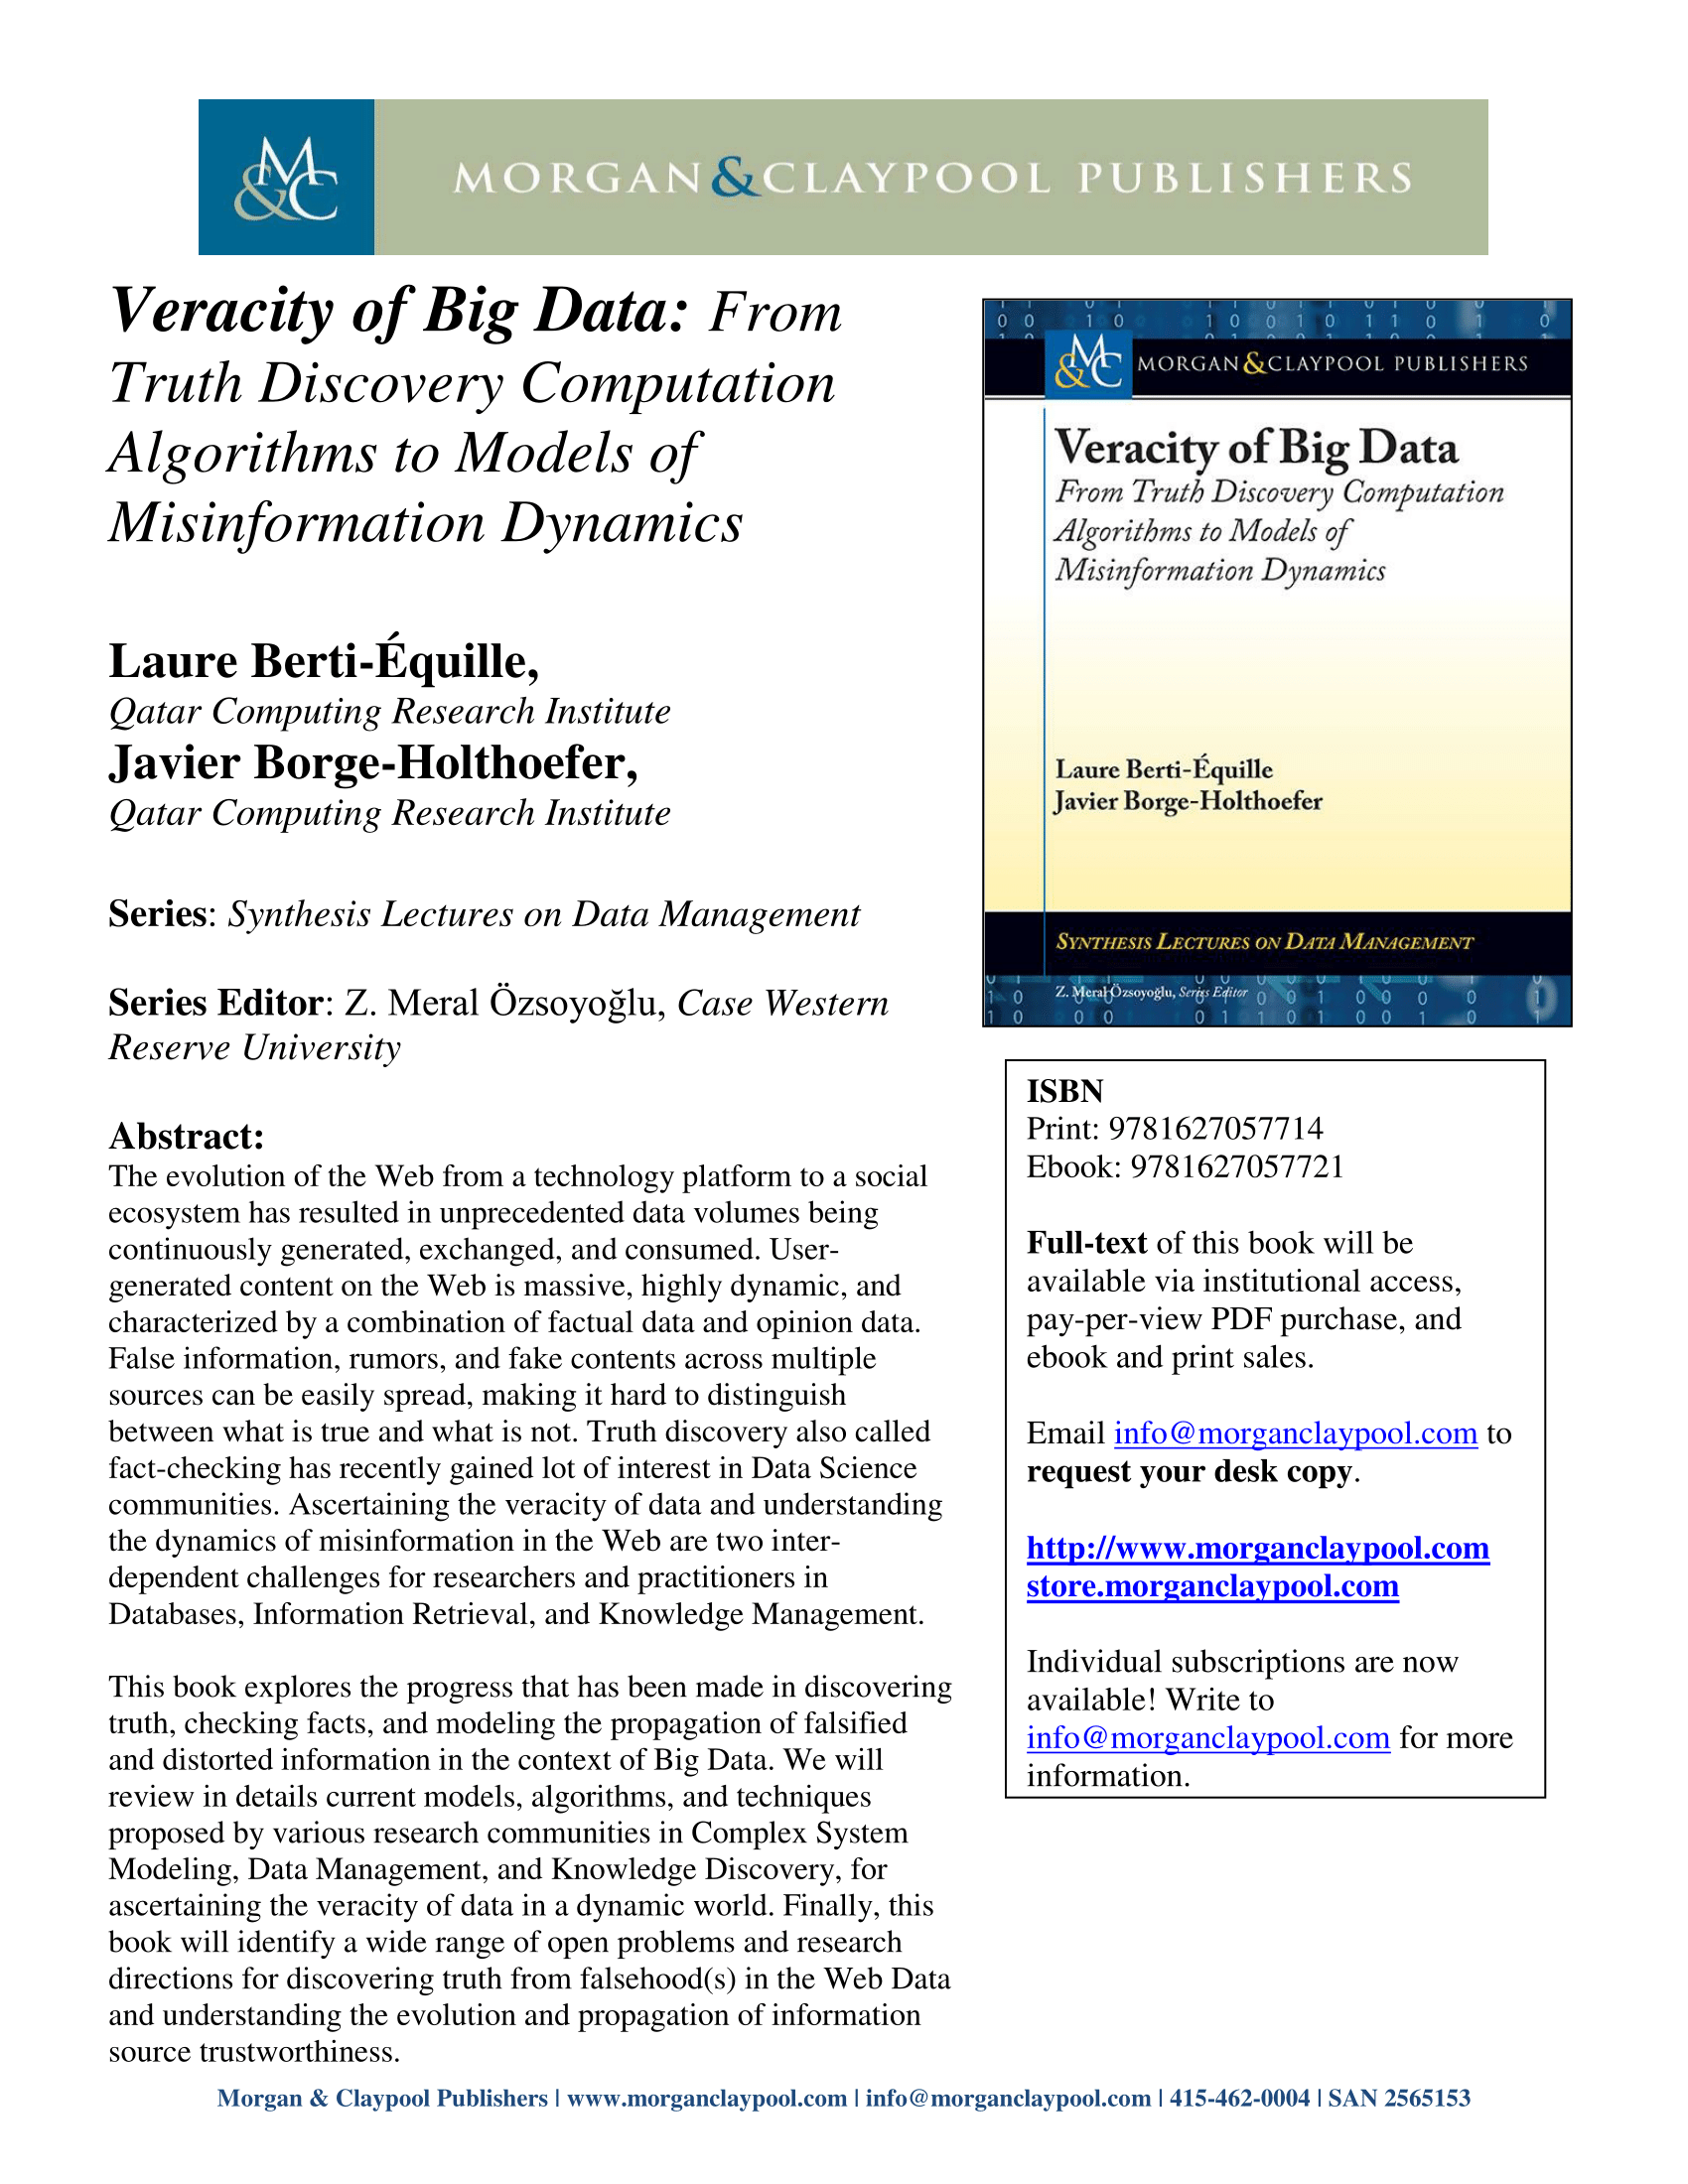 M&C
MORGAN&CLAYPOOL PUBLISHERS
Veracity of Big Data: From
Truth Discovery Computation
Algorithms to Models of
Misinformation Dynamics
Laure Berti-Équille,
Qatar Computing Research Institute
Javier Borge-Holthoefer,
Qatar Computing Research Institute
Series: Synthesis Lectures on Data Management
Series Editor: Z. Meral Özsoyoğlu, Case Western
Reserve University
Abstract:
The evolution of the Web from a technology platform to a social
ecosystem has resulted in unprecedented data volumes being
continuously generated, exchanged, and consumed. User-
generated content on the Web is massive, highly dynamic, and
characterized by a combination of factual data and opinion data.
False information, rumors, and fake contents across multiple
sources can be easily spread, making it hard to distinguish
between what is true and what is not. Truth discovery also called
fact-checking has recently gained lot of interest in Data Science
communities. Ascertaining the veracity of data and understanding
the dynamics of misinformation in the Web are two inter-
dependent challenges for researchers and practitioners in
Databases, Information Retrieval, and Knowledge Management.
This book explores the progress that has been made in discovering
truth, checking facts, and modeling the propagation of falsified
and distorted information in the context of Big Data. We will
review in details current models, algorithms, and techniques
proposed by various research communities in Complex System
Modeling, Data Management, and Knowledge Discovery, for
ascertaining the veracity of data in a dynamic world. Finally, this
book will identify a wide range of open problems and research
directions for discovering truth from falsehood(s) in the Web Data
and understanding the evolution and propagation of information
source trustworthiness.
M&C
MORGAN&CLAYPOOL PUBLISHERS
Veracity of Big Data
From Truth Discovery Computation
Algorithms to Models of
Misinformation Dynamics
Laure Berti-Équille
Javier Borge-Holthoefer
SYNTHESIS LECTURES ON DATA MANAGEMENT
Z. Meral Özsoyoğlu, Series Editor
ISBN
Print: 9781627057714
Ebook: 9781627057721
Full-text of this book will be
available via institutional access,
pay-per-view PDF purchase, and
ebook and print sales.
Email info@morganclaypool.com to
request your desk copy.
http://www.morganclaypool.com
store.morganclaypool.com
Individual subscriptions are now
available! Write to
info@morganclaypool.com for more
information.
Morgan & Claypool Publishers | www.morganclaypool.com | info@morganclaypool.com | 415-462-0004 | SAN 2565153